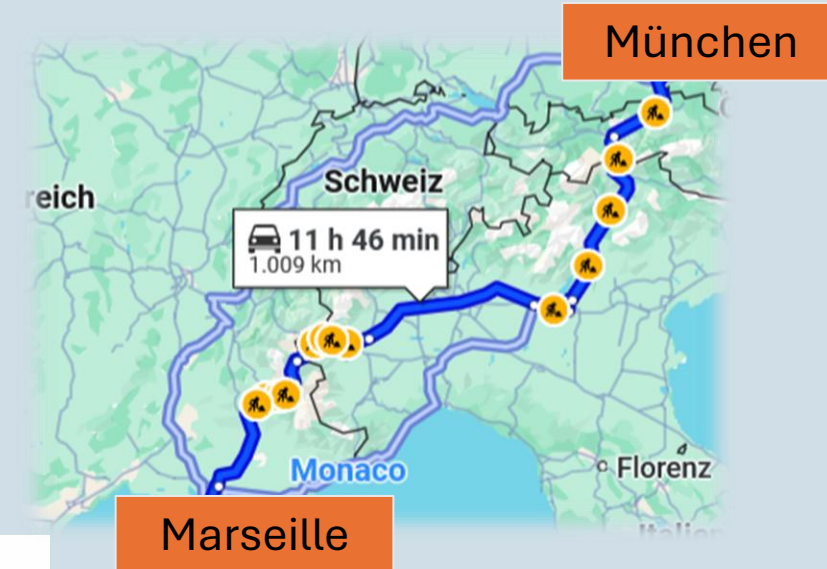 München
Schweiz
reich
11 h 46 min
1.009 km
Monaco
Florenz
Marseille